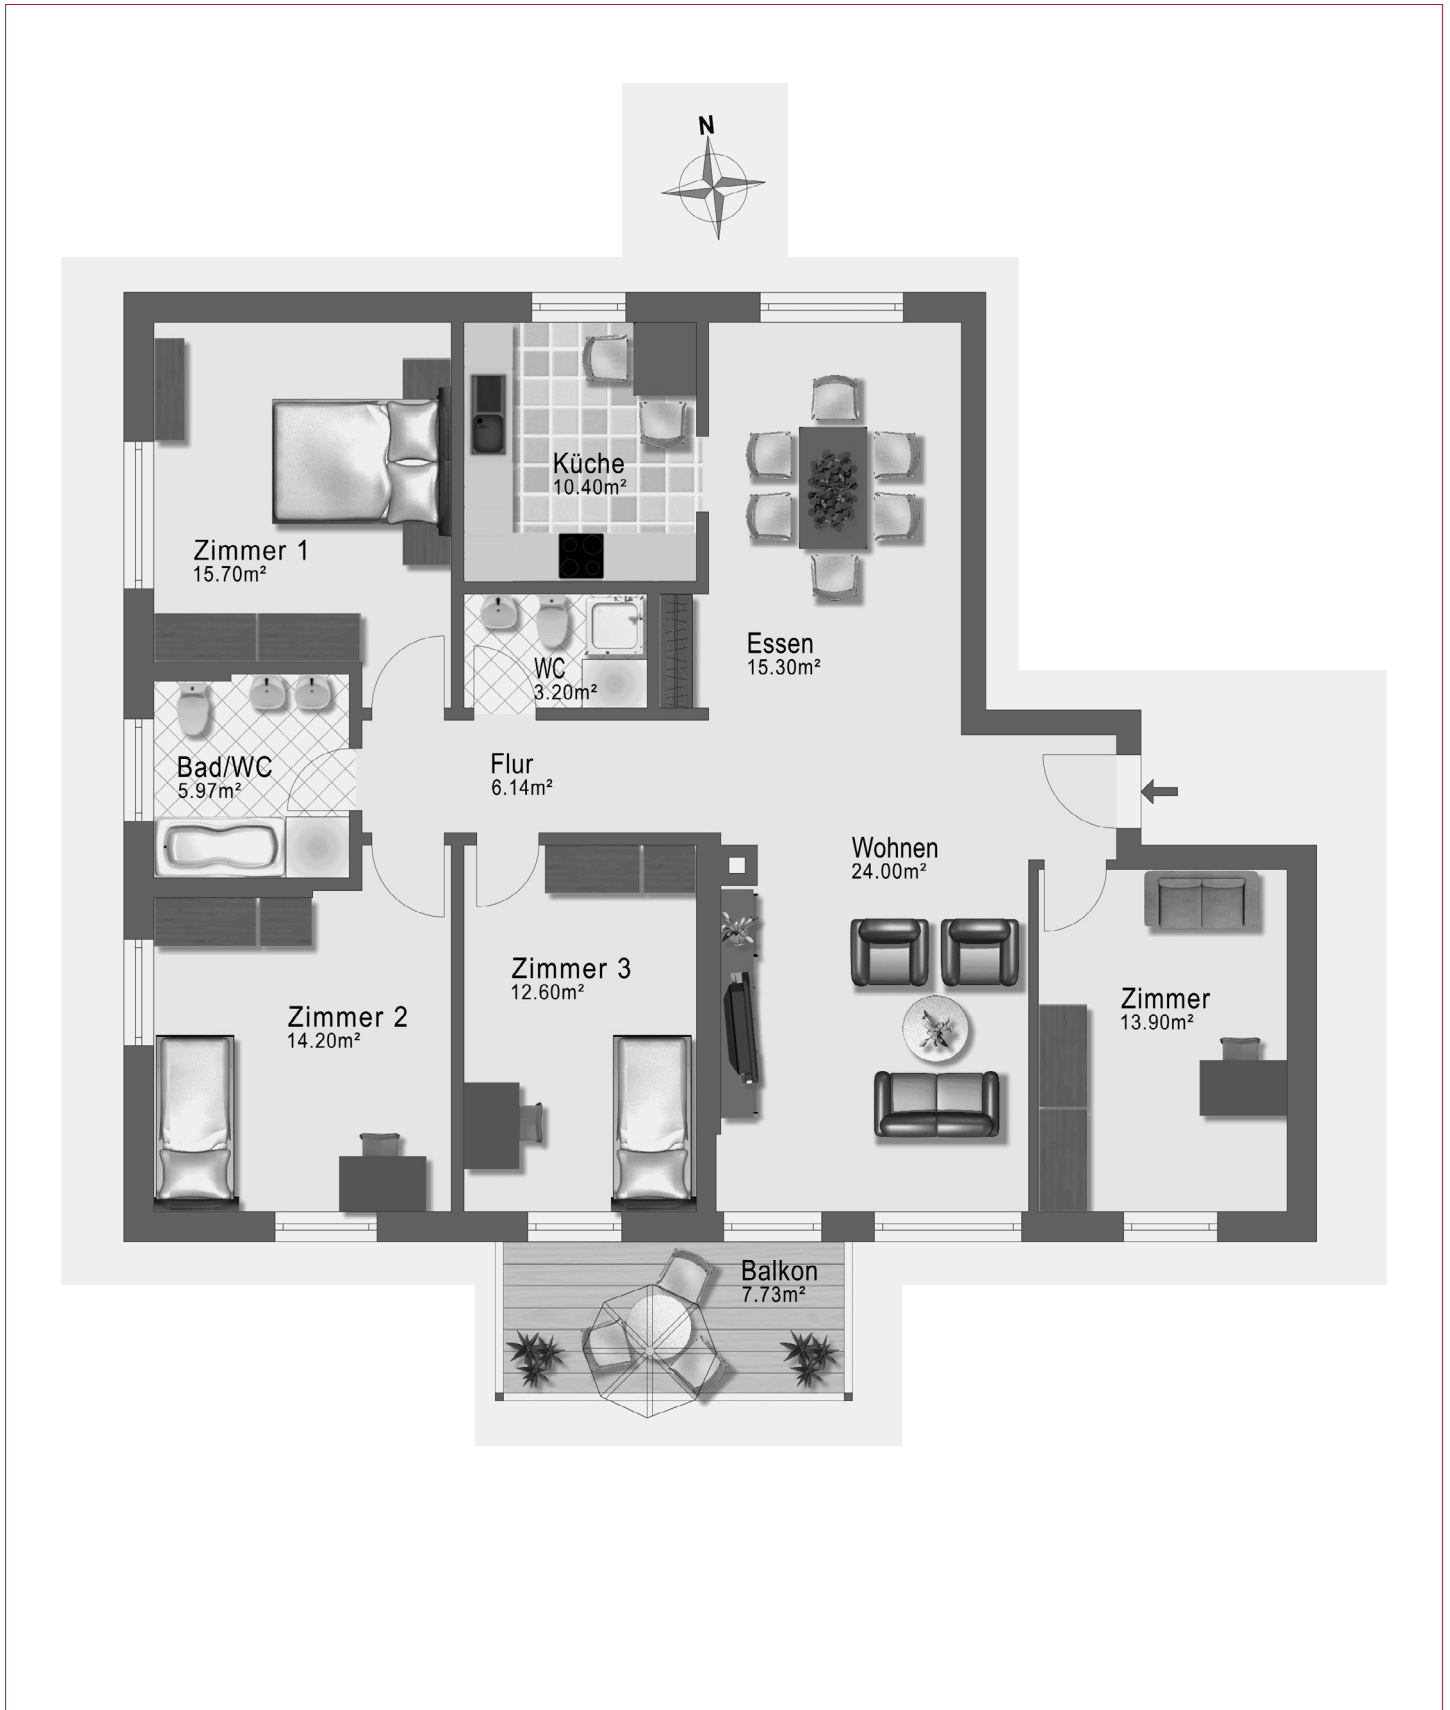 N
Küche
10.40m²
Zimmer 1
15.70m²
Essen
15.30m²
WC
3.20m²
Bad/WC
5.97m²
Flur
6.14m²
Wohnen
24.00m²
Zimmer 3
12.60m²
Zimmer 2
14.20m²
Zimmer
13.90m²
Balkon
7.73m²